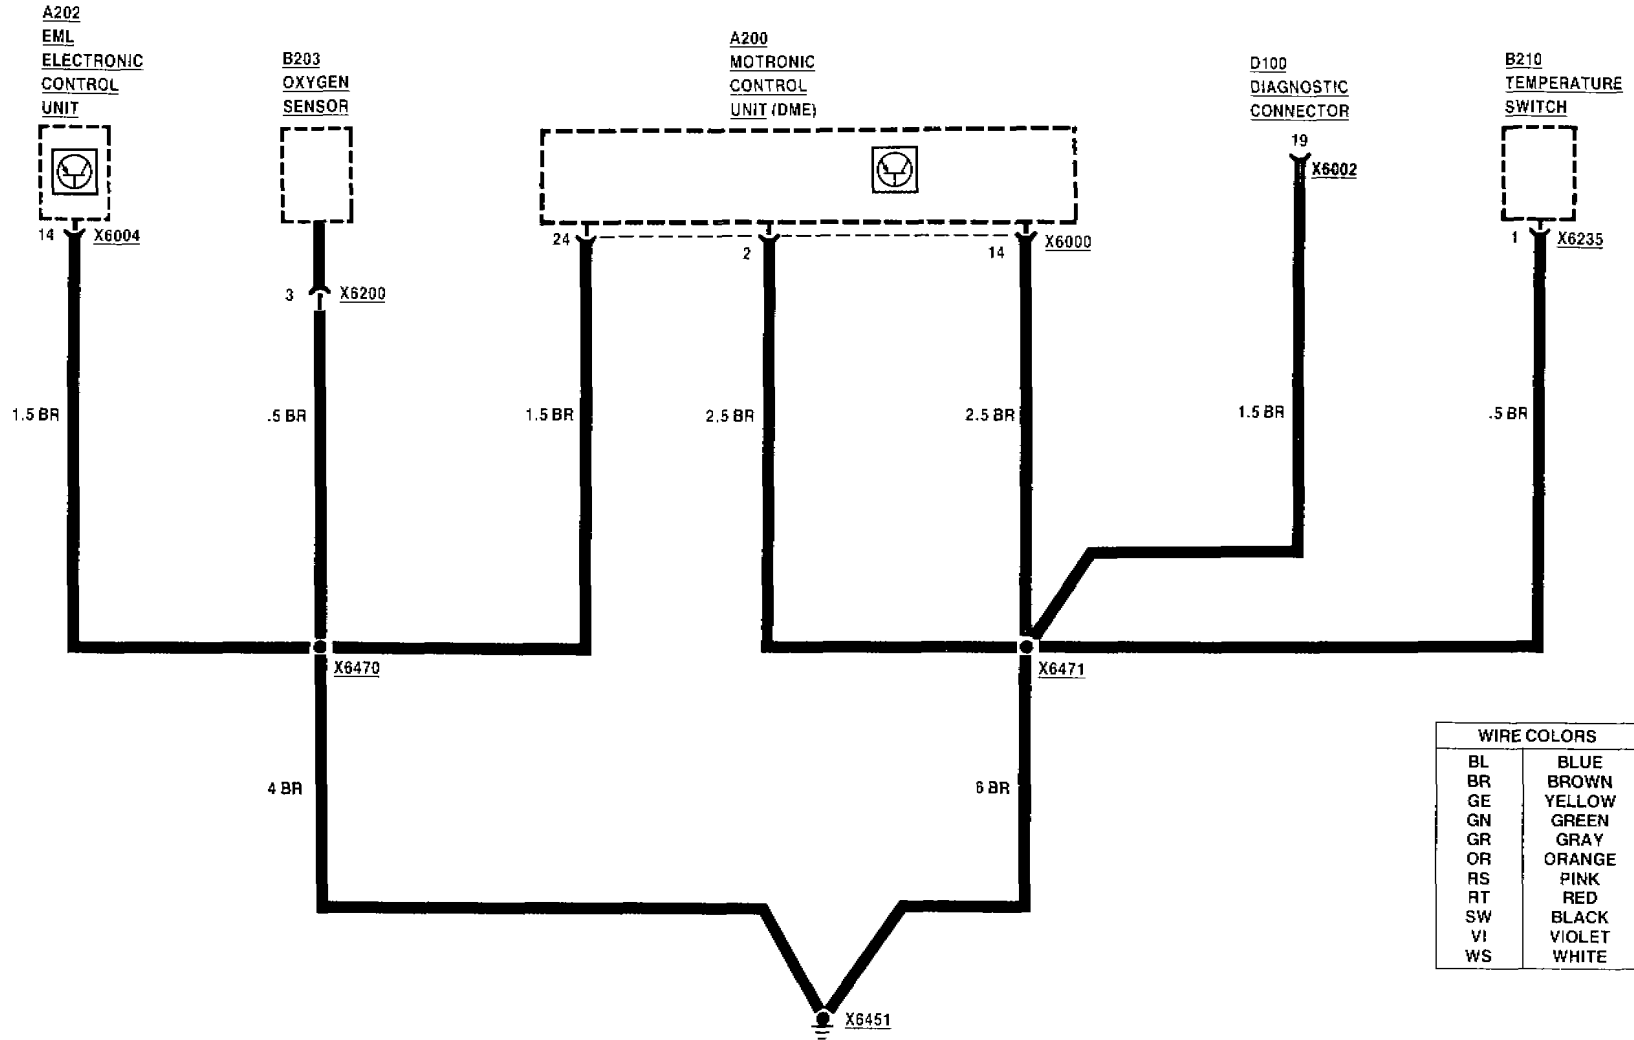 A202
EML
ELECTRONIC
CONTROL
UNIT
B203
OXYGEN
SENSOR
A200
MOTRONIC
CONTROL
UNIT (DME)
D100
DIAGNOSTIC
CONNECTOR
B210
TEMPERATURE
SWITCH
19
X6002
14 X6004
3 X6200
24
2
14 X6000
1 X6235
1.5 BR
.5 BR
1.5 BR
2.5 BR
2.5 BR
1.5 BR
.5 BR
X6470
X6471
4 BR
6 BR
X6451
WIRE COLORS
BL BLUE
BR BROWN
GE YELLOW
GN GREEN
GR GRAY
OR ORANGE
RS PINK
RT RED
SW BLACK
VI VIOLET
WS WHITE